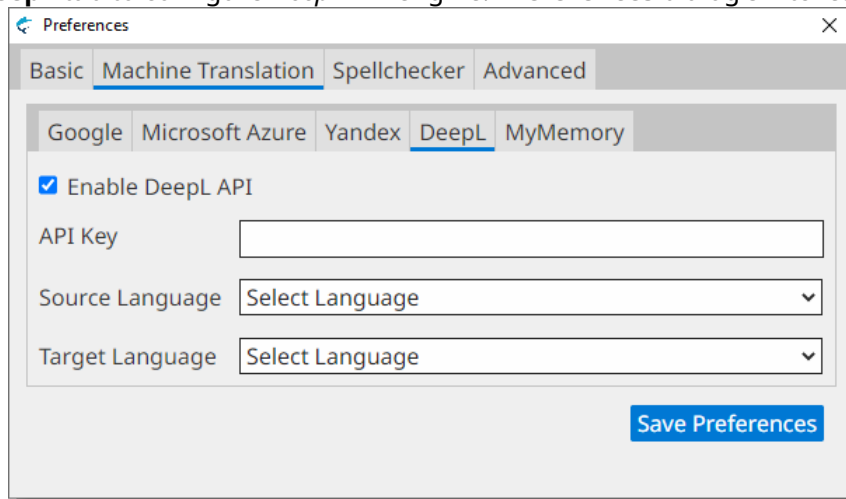 Preferences
Basic Machine Translation Spellchecker Advanced
Google Microsoft Azure Yandex DeepL MyMemory
Enable DeepL API
API Key
Source Language Select Language
Target Language Select Language
Save Preferences